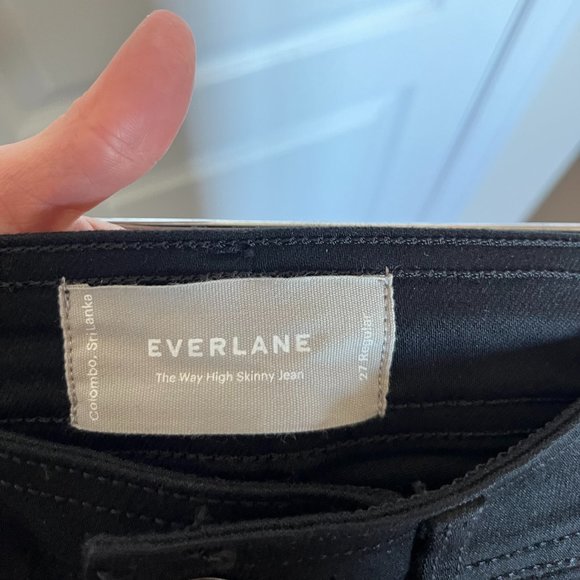 Colombo, Sri Lanka
EVERLANE
The Way High Skinny Jean
27 Regular